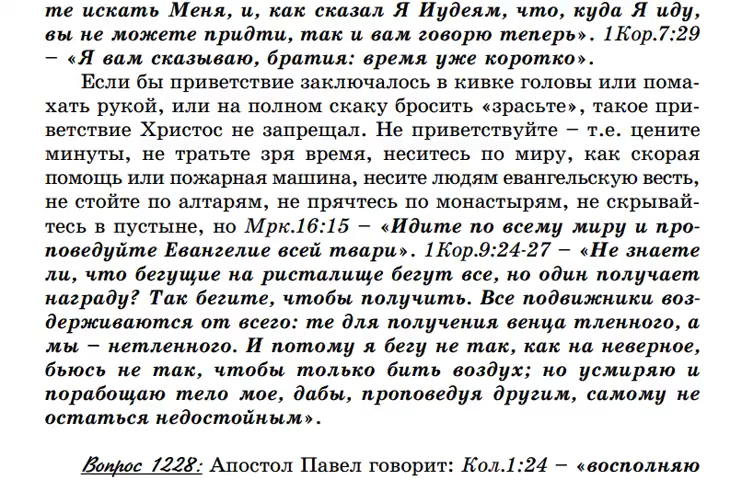 те искать Меня, и, как сказал Я Иудеям, что, куда Я иду,
вы не можете придти, так и вам говорю теперь». 1Кор.7:29
– «Я вам сказываю, братия: время уже коротко».
Если бы приветствие заключалось в кивке головы или пома-
хать рукой, или на полном скаку бросить «зрасьте», такое при-
ветствие Христос не запрещал. Не приветствуйте – т.е. цените
минуты, не тратьте зря время, неситесь по миру, как скорая
помощь или пожарная машина, несите людям евангельскую весть,
не стойте по алтарям, не прячтесь по монастырям, не скрывай-
тесь в пустыне, но Мрк.16:15 – «Идите по всему миру и про-
поведуйте Евангелие всей твари». 1Кор.9:24-27 – «Не знаете
ли, что бегущие на ристалище бегут все, но один получает
награду? Так бегите, чтобы получить. Все подвижники воз-
держиваются от всего: те для получения венца тленного, а
мы – нетленного. И потому я бегу не так, как на неверное,
бьюсь не так, чтобы только бить воздух; но усмиряю и
порабощаю тело мое, дабы, проповедуя другим, самому не
остаться недостойным».
Вопрос 1228: Апостол Павел говорит: Кол.1:24 – «восполняю